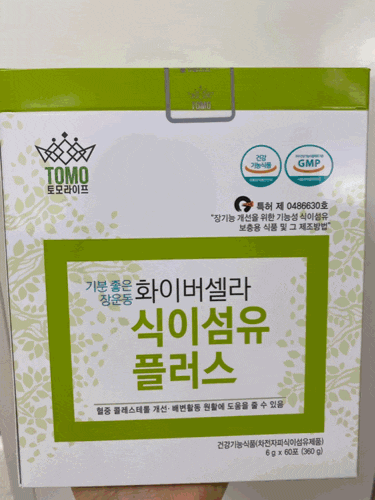 TOMO
TOMO
토모라이프
건강
기능식품
GMP
특허 제 0486630호
"장기능 개선을 위한 기능성 식이섬유
보충용 식품 및 그 제조방법"
기분 좋은
장운동
화이버셀라
식이섬유
플러스
혈중 콜레스테롤 개선·배변활동 원활에 도움을 줄 수 있음
건강기능식품(차전자피식이섬유제품)
6 g x 60포 (360 g)